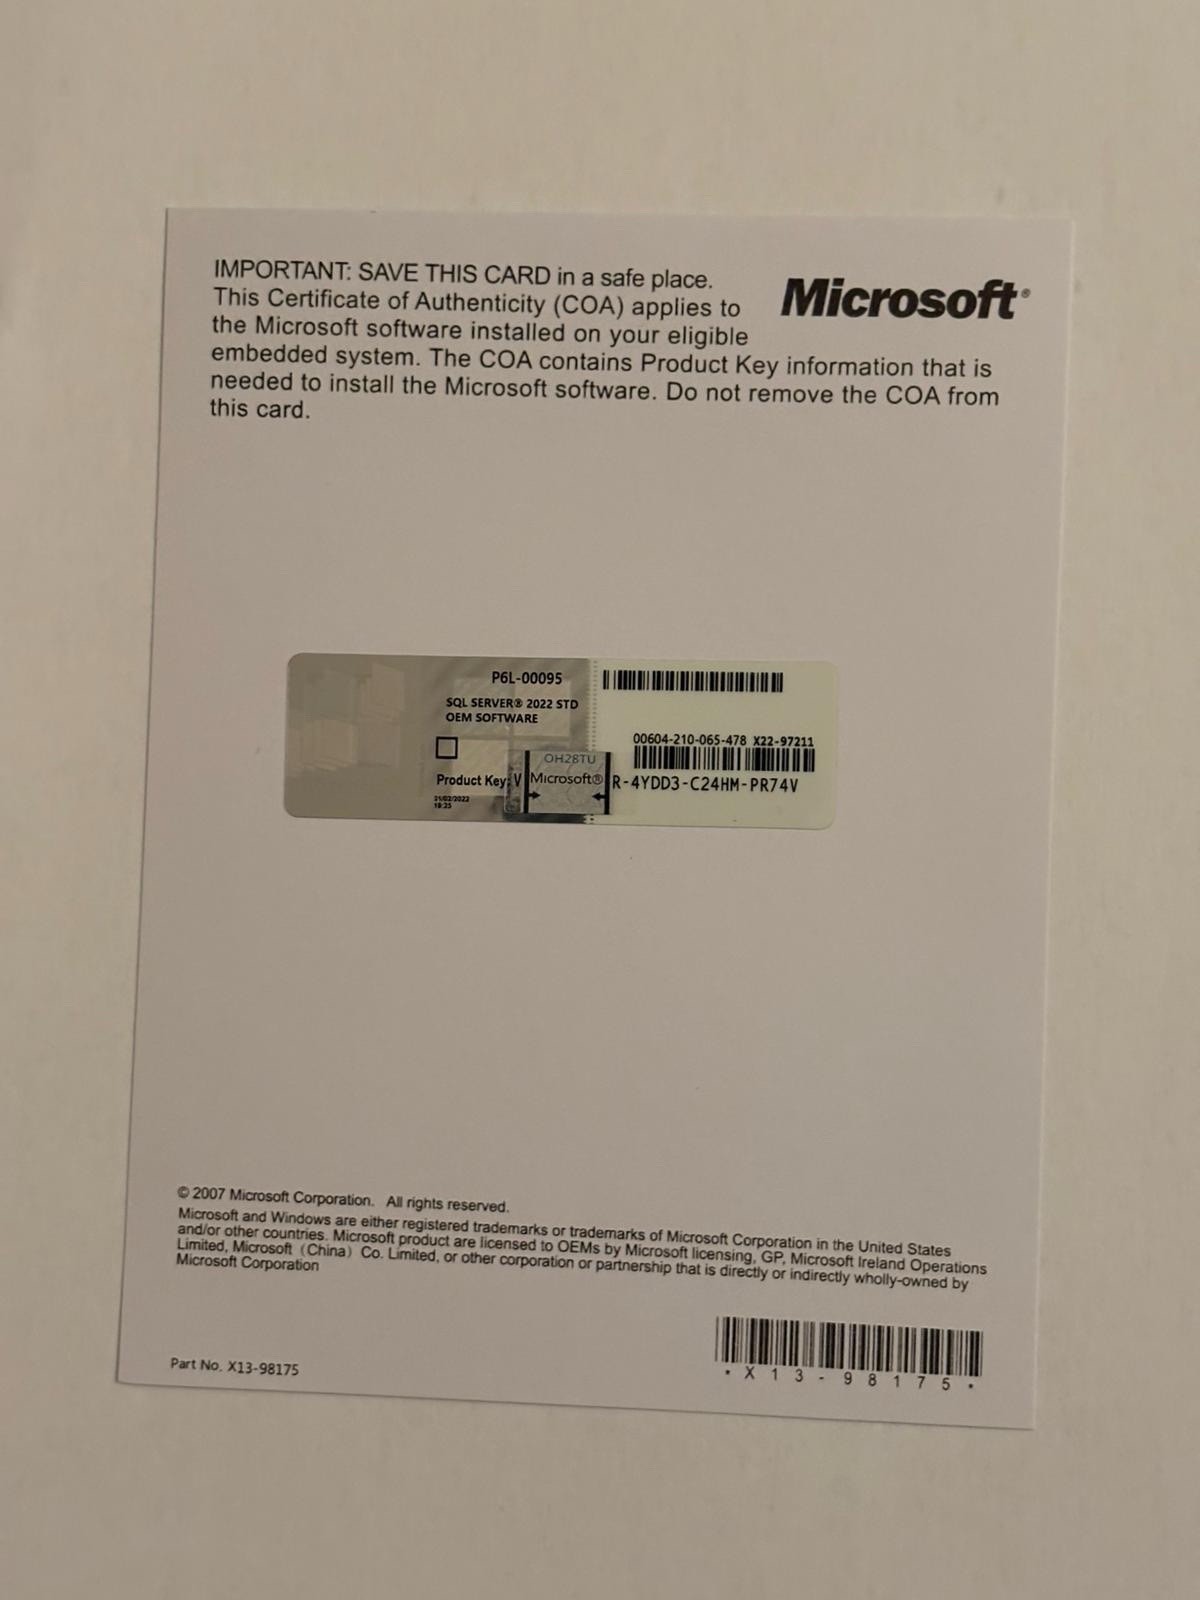 IMPORTANT: SAVE THIS CARD in a safe place.
This Certificate of Authenticity (COA) applies to
the Microsoft software installed on your eligible
embedded system. The COA contains Product Key information that is
needed to install the Microsoft software. Do not remove the COA from
this card.
Microsoft®
P6L-00095
SQL SERVER® 2022 STD
OEM SOFTWARE
00604-210-065-478 X22-97211
OH28TU
Product Key: V Microsoft® R-4YDD3-C24HM-PR74V
21/02/2022
18:25
© 2007 Microsoft Corporation. All rights reserved.
Microsoft and Windows are either registered trademarks or trademarks of Microsoft Corporation in the United States
and/or other countries. Microsoft product are licensed to OEMs by Microsoft licensing, GP, Microsoft Ireland Operations
Limited, Microsoft (China) Co. Limited, or other corporation or partnership that is directly or indirectly wholly-owned by
Microsoft Corporation
Part No. X13-98175
* X 1 3 - 9 8 1 7 5 *